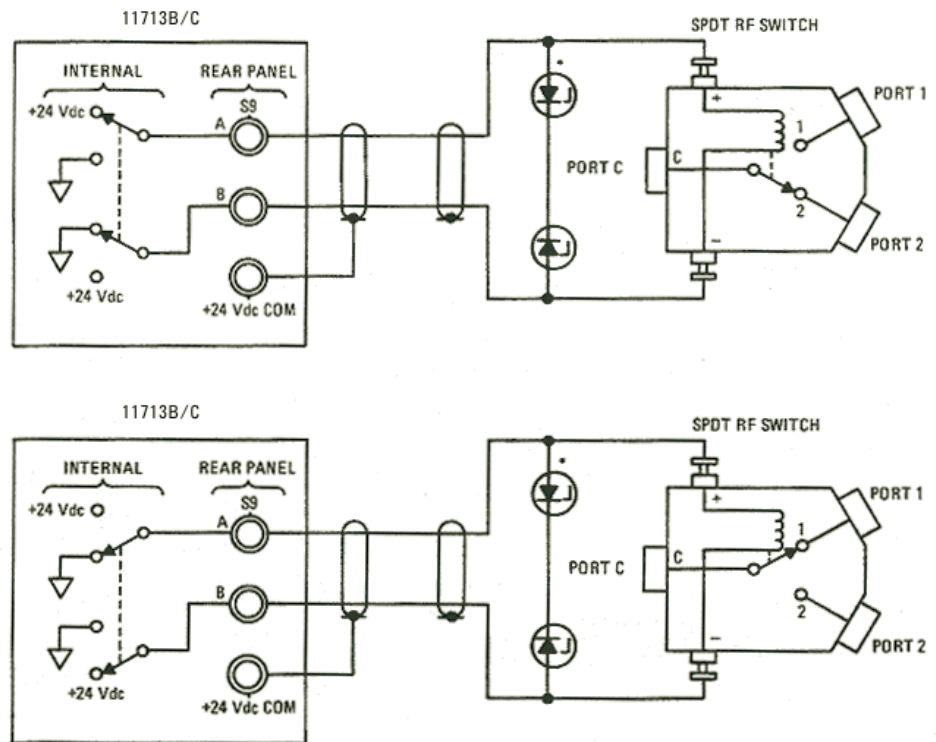 11713B/C
SPDT RF SWITCH
INTERNAL
REAR PANEL
+24 Vdc
S9
A
B
+24 Vdc
+24 Vdc COM
*
+
PORT 1
1
PORT C
C
2
−
PORT 2
11713B/C
SPDT RF SWITCH
INTERNAL
REAR PANEL
+24 Vdc
S9
A
B
+24 Vdc
+24 Vdc COM
*
+
PORT 1
1
PORT C
C
2
−
PORT 2